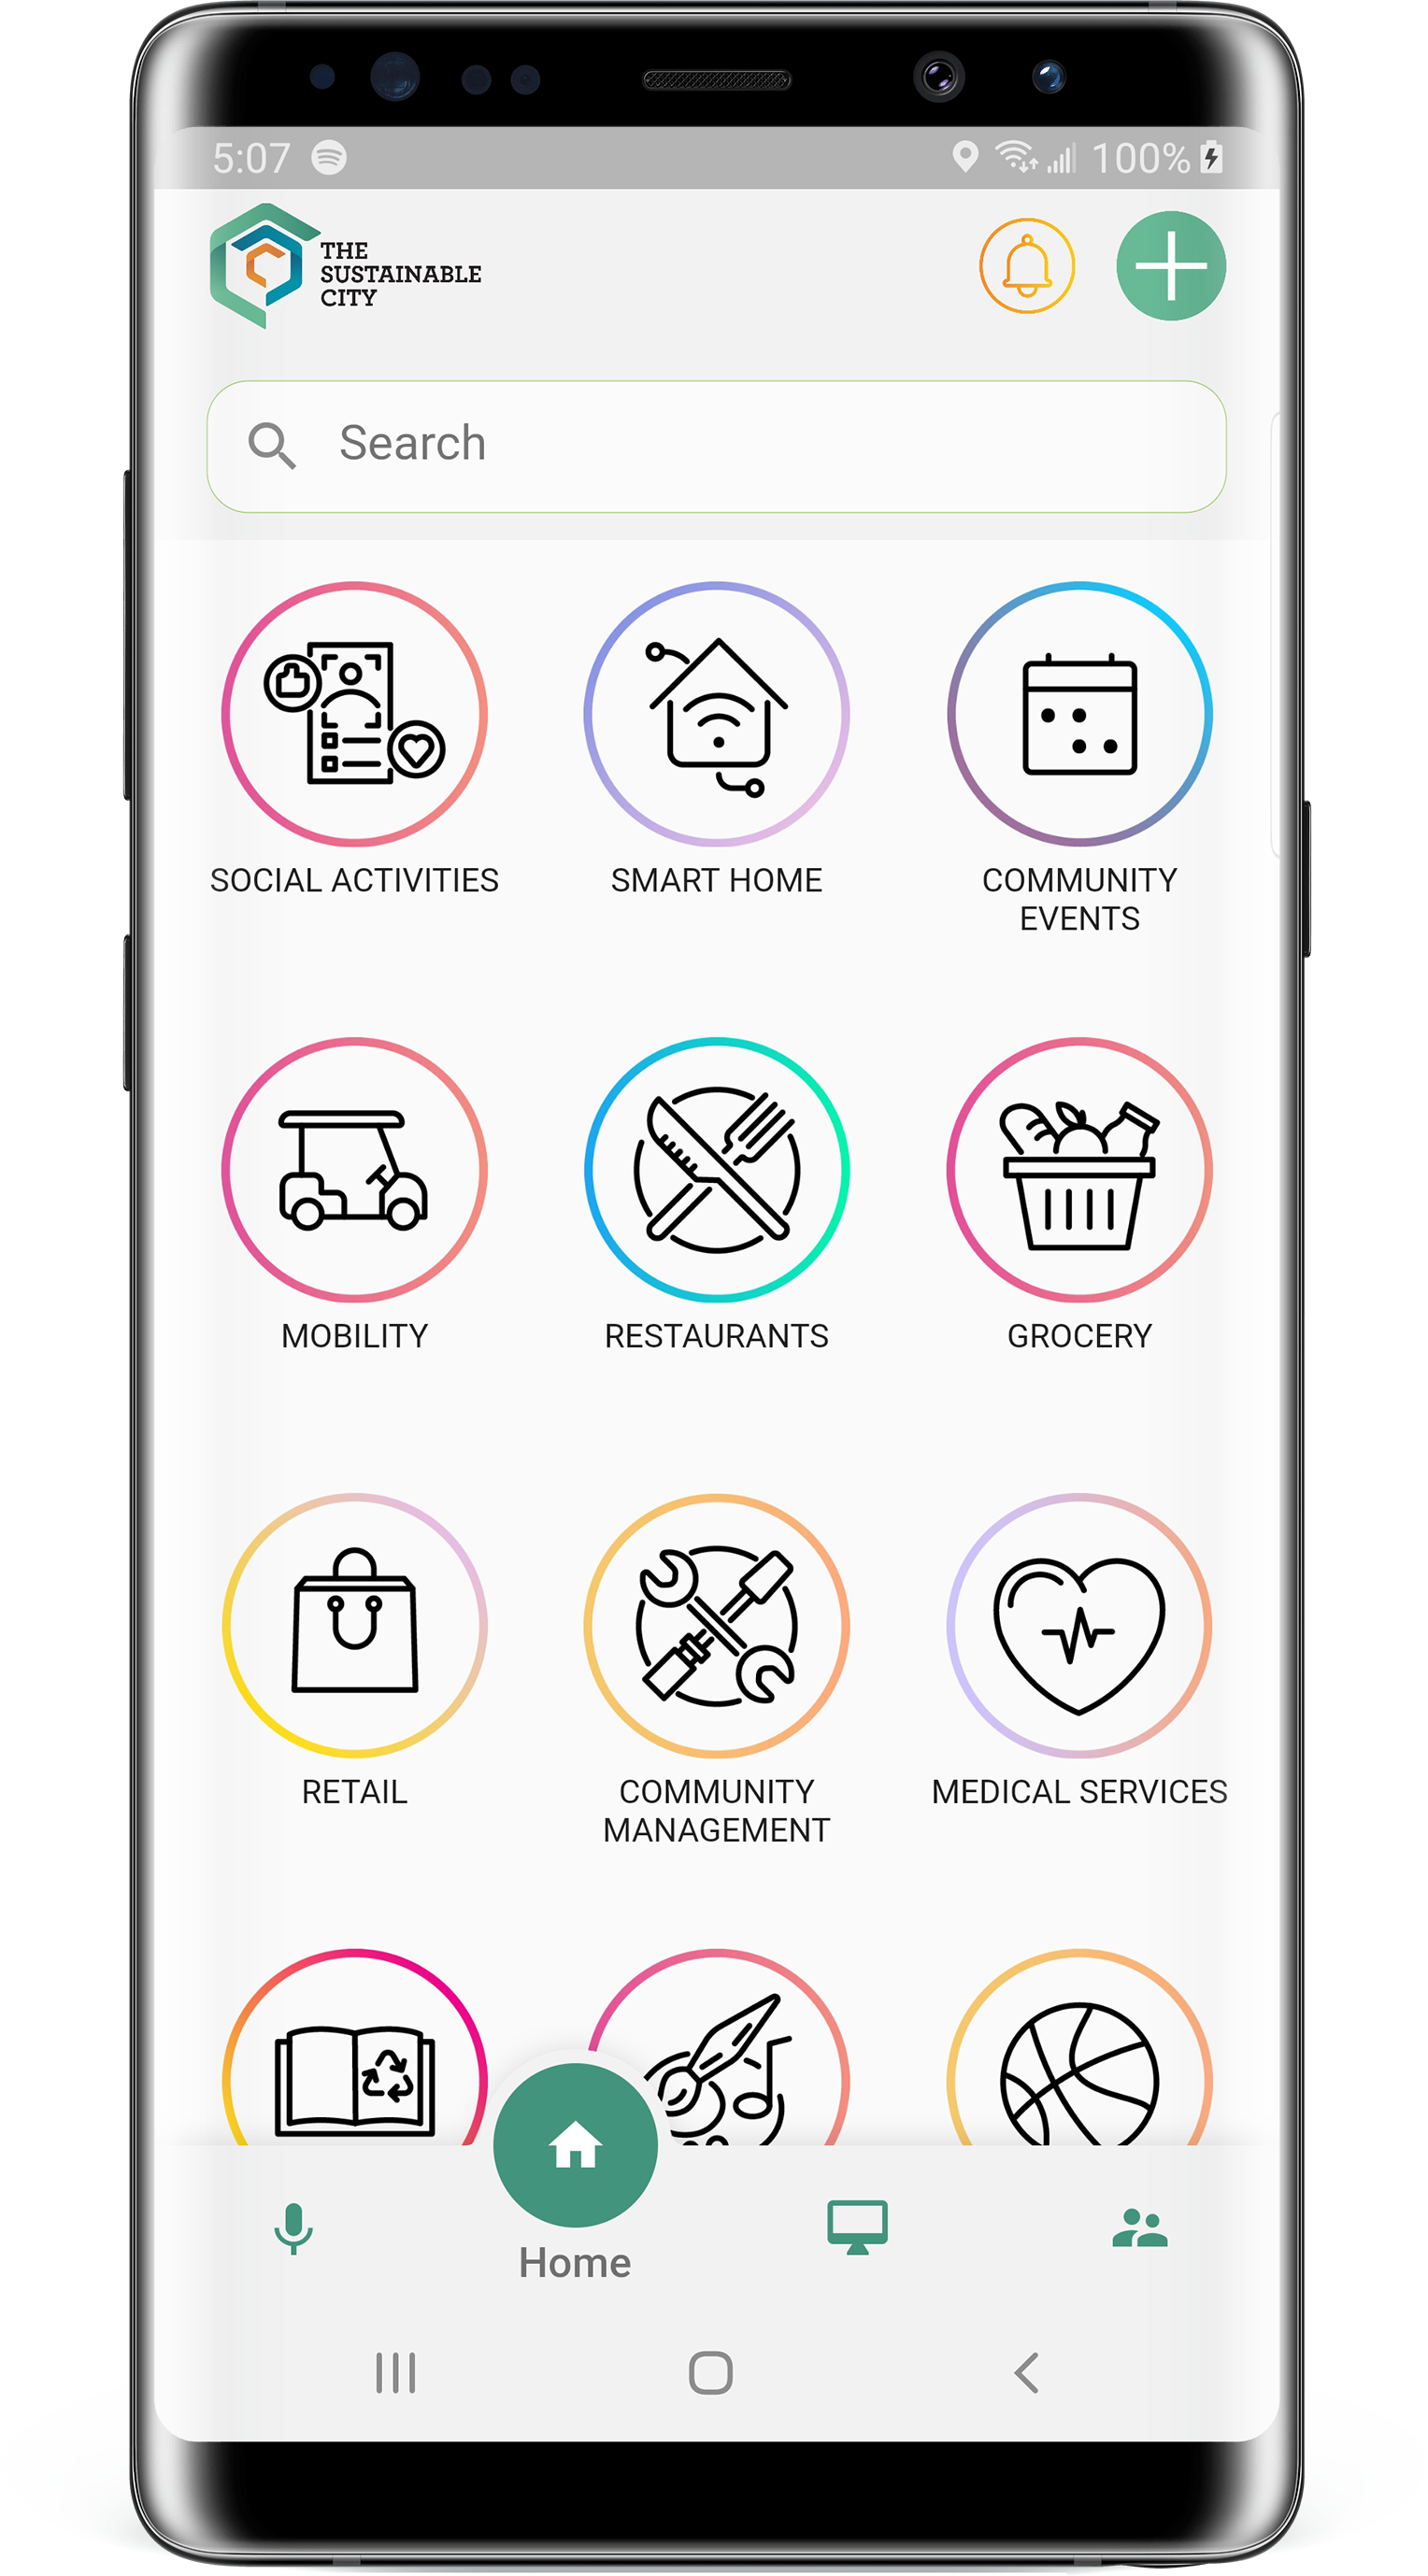 5:07
100%
THE
SUSTAINABLE
CITY
Search
SOCIAL ACTIVITIES
SMART HOME
COMMUNITY
EVENTS
MOBILITY
RESTAURANTS
GROCERY
RETAIL
COMMUNITY
MANAGEMENT
MEDICAL SERVICES
Home